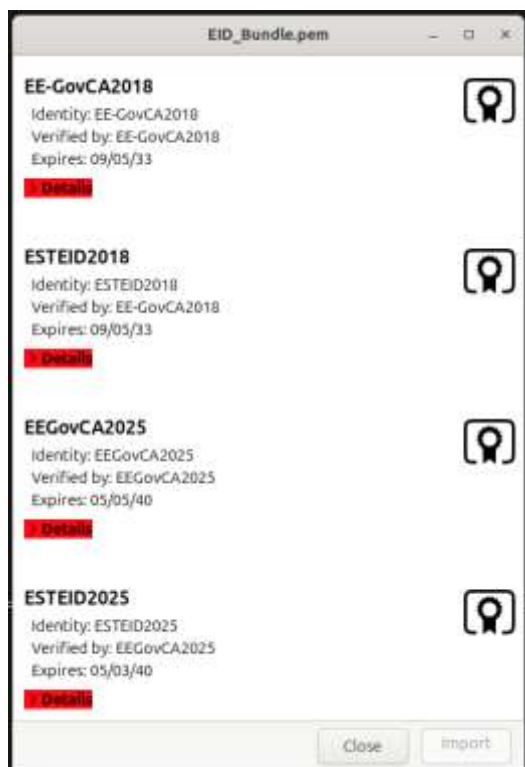 EID_Bundle.pem
EE-GovCA2018
Identity: EE-GovCA2018
Verified by: EE-GovCA2018
Expires: 09/05/33
> Details
ESTEID2018
Identity: ESTEID2018
Verified by: EE-GovCA2018
Expires: 09/05/33
> Details
EEGovCA2025
Identity: EEGovCA2025
Verified by: EEGovCA2025
Expires: 05/05/40
> Details
ESTEID2025
Identity: ESTEID2025
Verified by: EEGovCA2025
Expires: 05/03/40
> Details
Close Import